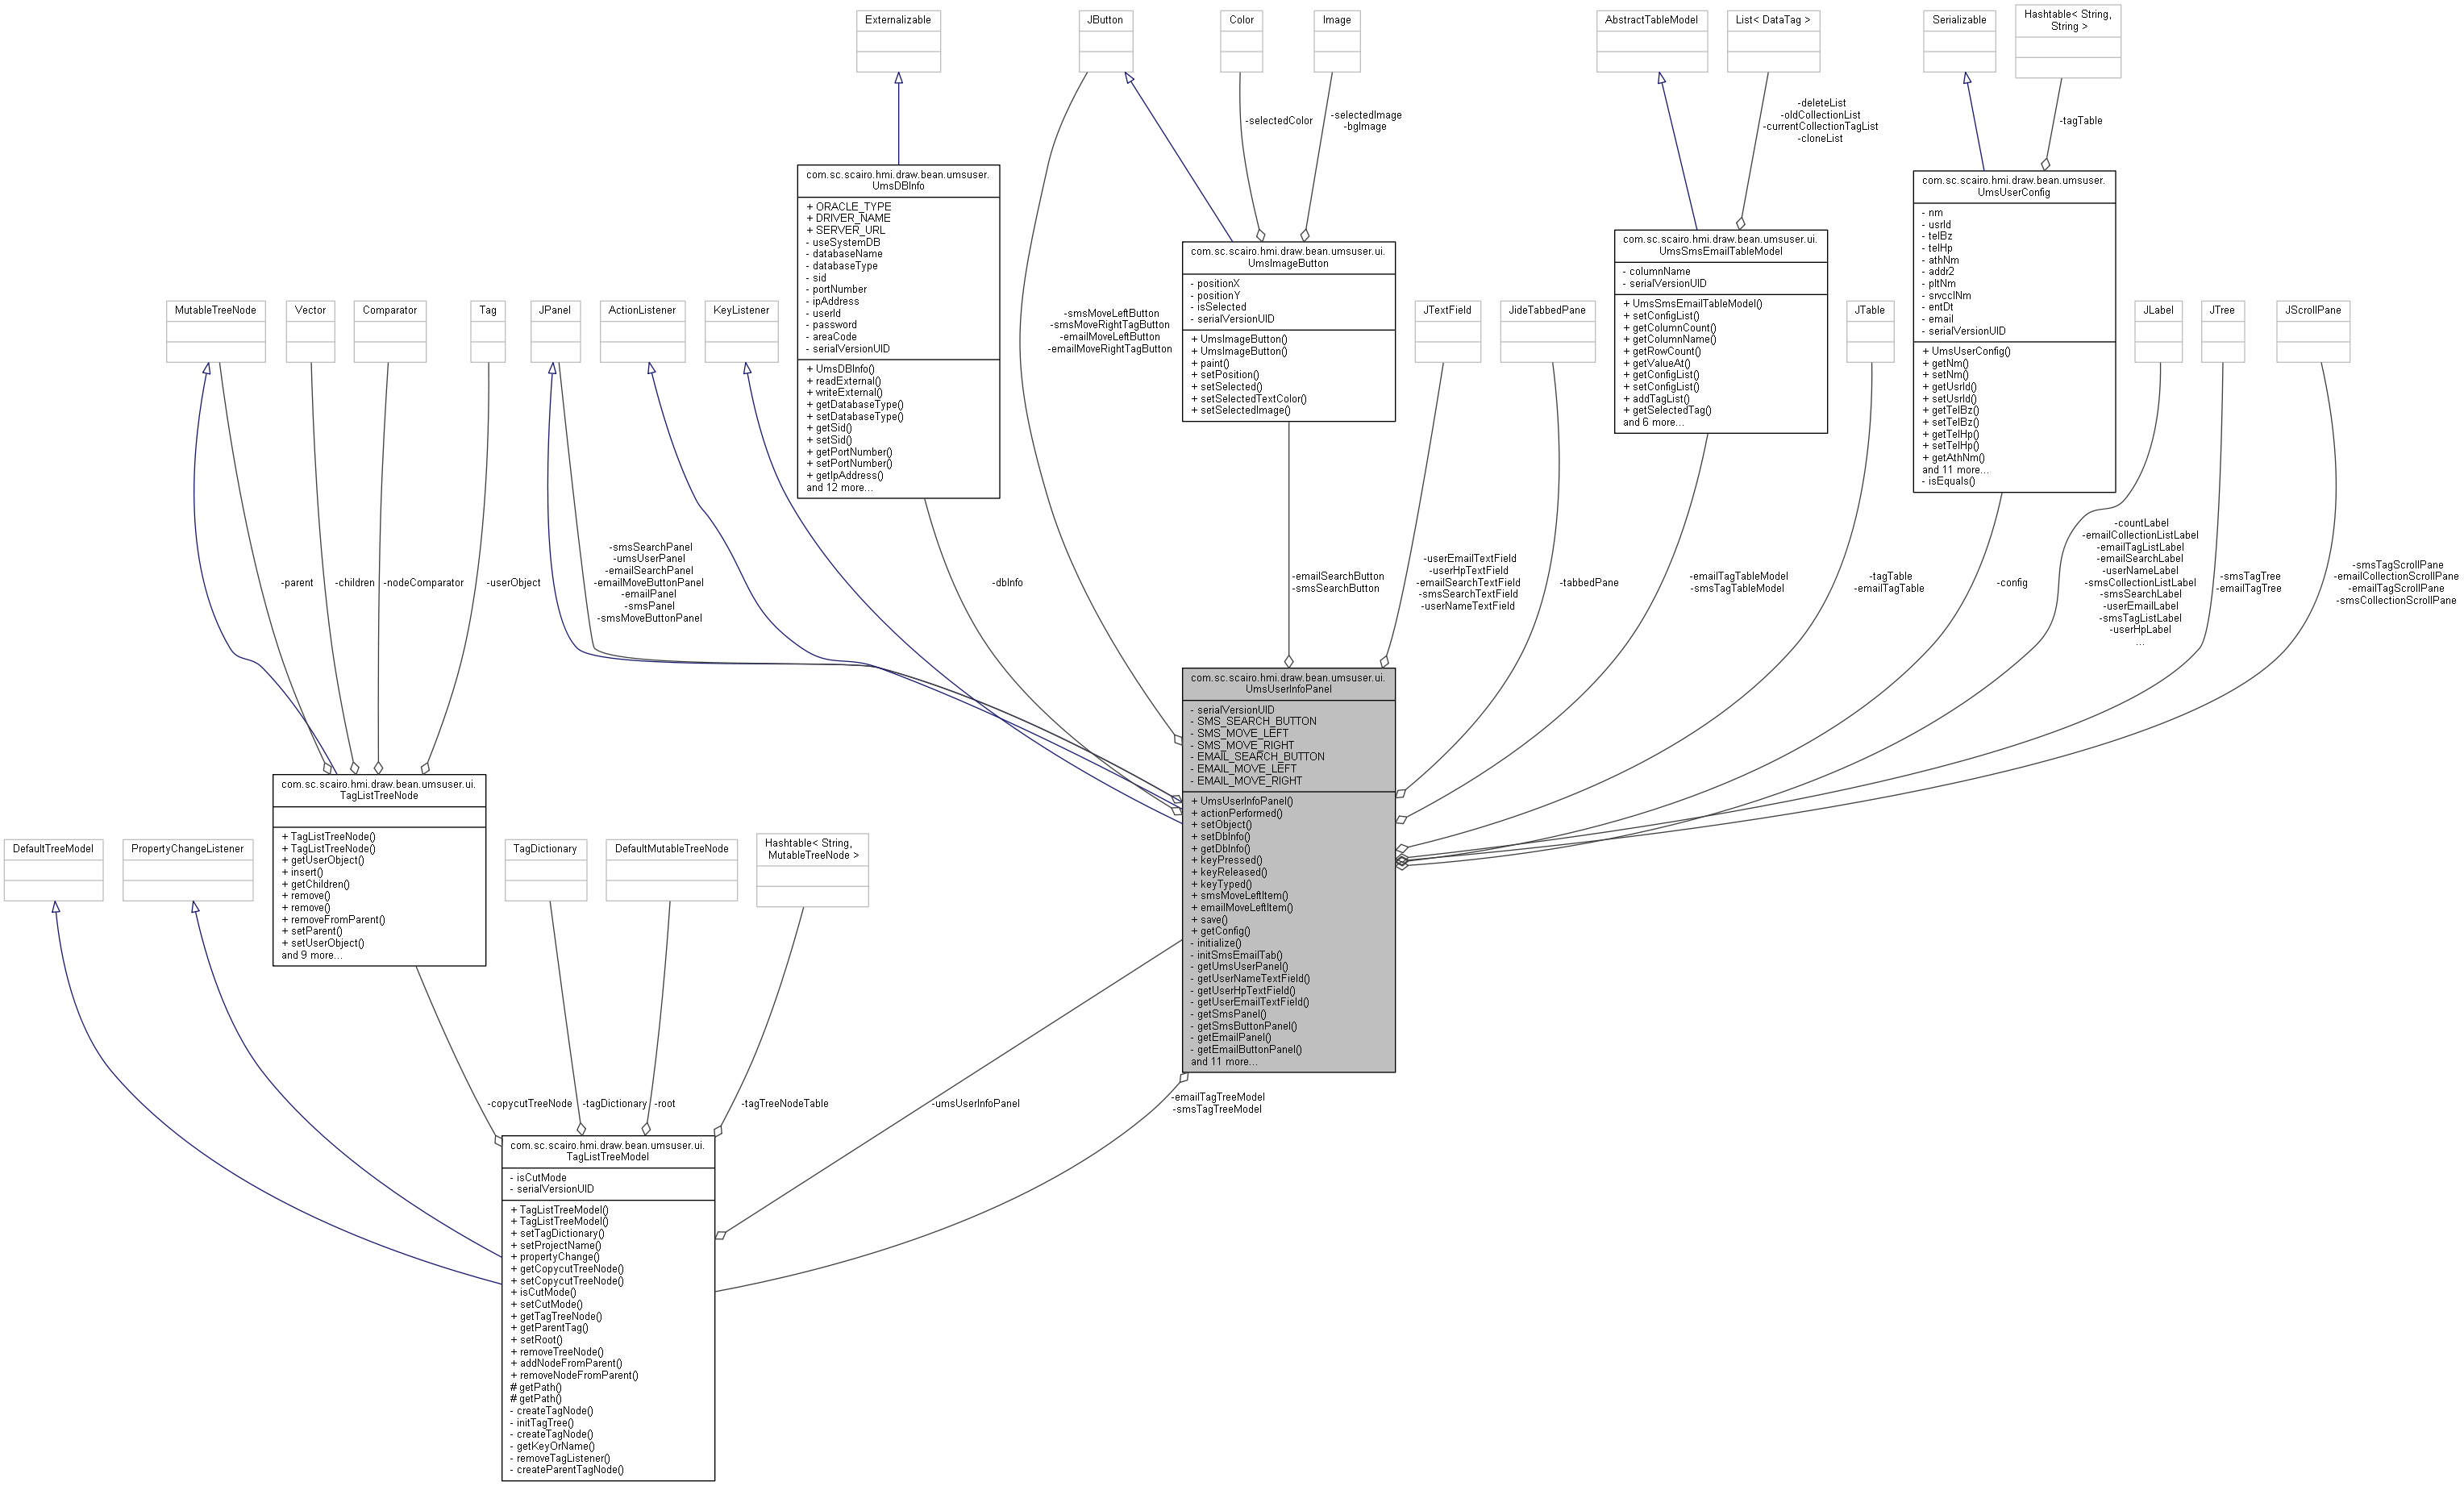 Externalizable
JButton
Color
Image
AbstractTableModel
List< DataTag >
Serializable
Hashtable< String,
String >
-selectedColor
-selectedImage
-bgImage
-deleteList
-oldCollectionList
-currentCollectionTagList
-cloneList
-tagTable
com.sc.scairo.hmi.draw.bean.umsuser.
UmsDBInfo
+ ORACLE_TYPE
+ DRIVER_NAME
+ SERVER_URL
- useSystemDB
- databaseName
- databaseType
- sid
- portNumber
- ipAddress
- userId
- password
- areaCode
- serialVersionUID
+ UmsDBInfo()
+ readExternal()
+ writeExternal()
+ getDatabaseType()
+ setDatabaseType()
+ getSid()
+ setSid()
+ getPortNumber()
+ setPortNumber()
+ getIpAddress()
and 12 more...
com.sc.scairo.hmi.draw.bean.umsuser.ui.
UmsImageButton
- positionX
- positionY
- isSelected
- serialVersionUID
+ UmsImageButton()
+ UmsImageButton()
+ paint()
+ setPosition()
+ setSelected()
+ setSelectedTextColor()
+ setSelectedImage()
com.sc.scairo.hmi.draw.bean.umsuser.ui.
UmsSmsEmailTableModel
- columnName
- serialVersionUID
+ UmsSmsEmailTableModel()
+ setConfigList()
+ getColumnCount()
+ getColumnName()
+ getRowCount()
+ getValueAt()
+ getConfigList()
+ setConfigList()
+ addTagList()
+ getSelectedTag()
and 6 more...
com.sc.scairo.hmi.draw.bean.umsuser.
UmsUserConfig
- nm
- usrId
- telBz
- telHp
- athNm
- addr2
- pltNm
- srvcclNm
- entDt
- email
- serialVersionUID
+ UmsUserConfig()
+ getNm()
+ setNm()
+ getUsrId()
+ setUsrId()
+ getTelBz()
+ setTelBz()
+ getTelHp()
+ setTelHp()
+ getAthNm()
and 11 more...
- isEquals()
MutableTreeNode
Vector
Comparator
Tag
JPanel
ActionListener
KeyListener
-smsMoveLeftButton
-smsMoveRightTagButton
-emailMoveLeftButton
-emailMoveRightTagButton
JTextField
JideTabbedPane
JTable
JLabel
JTree
JScrollPane
-parent
-children
-nodeComparator
-userObject
-smsSearchPanel
-umsUserPanel
-emailSearchPanel
-emailMoveButtonPanel
-emailPanel
-smsPanel
-smsMoveButtonPanel
-dbInfo
-emailSearchButton
-smsSearchButton
-userEmailTextField
-userHpTextField
-emailSearchTextField
-smsSearchTextField
-userNameTextField
-tabbedPane
-emailTagTableModel
-smsTagTableModel
-tagTable
-emailTagTable
-config
-countLabel
-emailCollectionListLabel
-emailTagListLabel
-emailSearchLabel
-userNameLabel
-smsCollectionListLabel
-smsSearchLabel
-userEmailLabel
-smsTagListLabel
-userHpLabel
...
-smsTagTree
-emailTagTree
-smsTagScrollPane
-emailCollectionScrollPane
-emailTagScrollPane
-smsCollectionScrollPane
com.sc.scairo.hmi.draw.bean.umsuser.ui.
UmsUserInfoPanel
- serialVersionUID
- SMS_SEARCH_BUTTON
- SMS_MOVE_LEFT
- SMS_MOVE_RIGHT
- EMAIL_SEARCH_BUTTON
- EMAIL_MOVE_LEFT
- EMAIL_MOVE_RIGHT
+ UmsUserInfoPanel()
+ actionPerformed()
+ setObject()
+ setDbInfo()
+ getDbInfo()
+ keyPressed()
+ keyReleased()
+ keyTyped()
+ smsMoveLeftItem()
+ emailMoveLeftItem()
+ save()
+ getConfig()
- initialize()
- initSmsEmailTab()
- getUmsUserPanel()
- getUserNameTextField()
- getUserHpTextField()
- getUserEmailTextField()
- getSmsPanel()
- getSmsButtonPanel()
- getEmailPanel()
- getEmailButtonPanel()
and 11 more...
com.sc.scairo.hmi.draw.bean.umsuser.ui.
TagListTreeNode
+ TagListTreeNode()
+ TagListTreeNode()
+ getUserObject()
+ insert()
+ getChildren()
+ remove()
+ remove()
+ removeFromParent()
+ setParent()
+ setUserObject()
and 9 more...
DefaultTreeModel
PropertyChangeListener
TagDictionary
DefaultMutableTreeNode
Hashtable< String,
MutableTreeNode >
-copycutTreeNode
-tagDictionary
-root
-tagTreeNodeTable
-umsUserInfoPanel
-emailTagTreeModel
-smsTagTreeModel
com.sc.scairo.hmi.draw.bean.umsuser.ui.
TagListTreeModel
- isCutMode
- serialVersionUID
+ TagListTreeModel()
+ TagListTreeModel()
+ setTagDictionary()
+ setProjectName()
+ propertyChange()
+ getCopycutTreeNode()
+ setCopycutTreeNode()
+ isCutMode()
+ setCutMode()
+ getTagTreeNode()
+ getParentTag()
+ setRoot()
+ removeTreeNode()
+ addNodeFromParent()
+ removeNodeFromParent()
# getPath()
# getPath()
- createTagNode()
- initTagTree()
- createTagNode()
- getKeyOrName()
- removeTagListener()
- createParentTagNode()